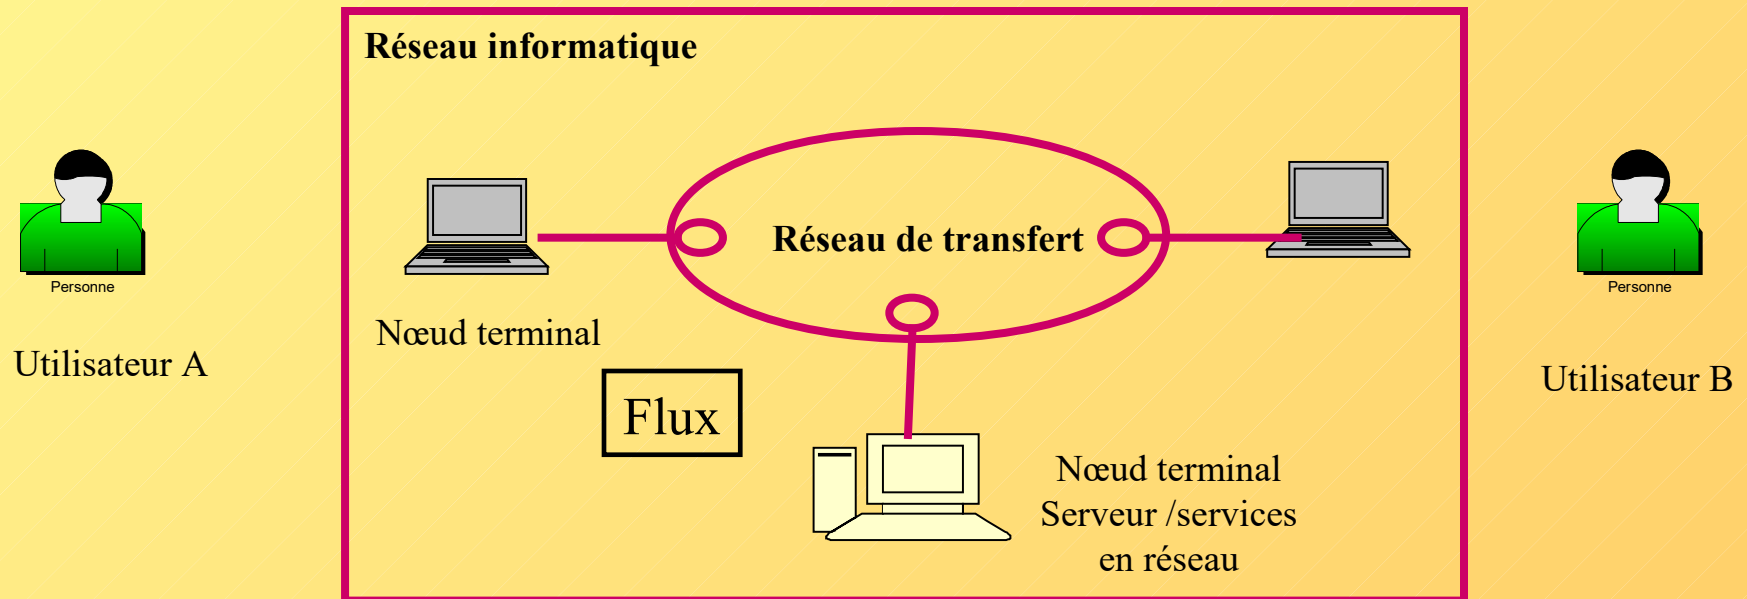 Réseau informatique
Réseau de transfert
Personne
Personne
Nœud terminal
Utilisateur A
Utilisateur B
Flux
Nœud terminal
Serveur /services
en réseau